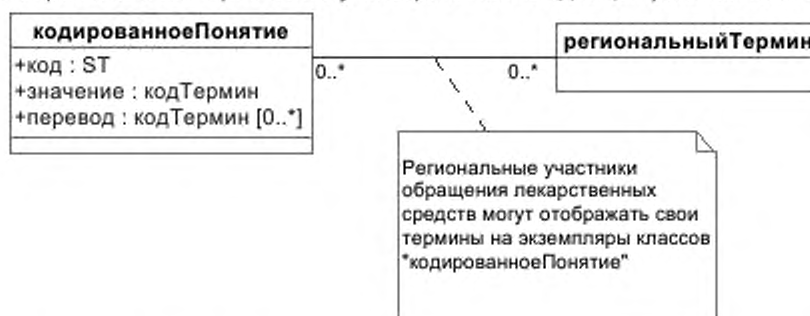 кодированноеПонятие
+код : ST
+значение : кодТермин
+перевод : кодТермин [0..*]
0..*
0..*
региональныйТермин
Региональные участники
обращения лекарственных
средств могут отображать свои
термины на экземпляры классов
"кодированноеПонятие"